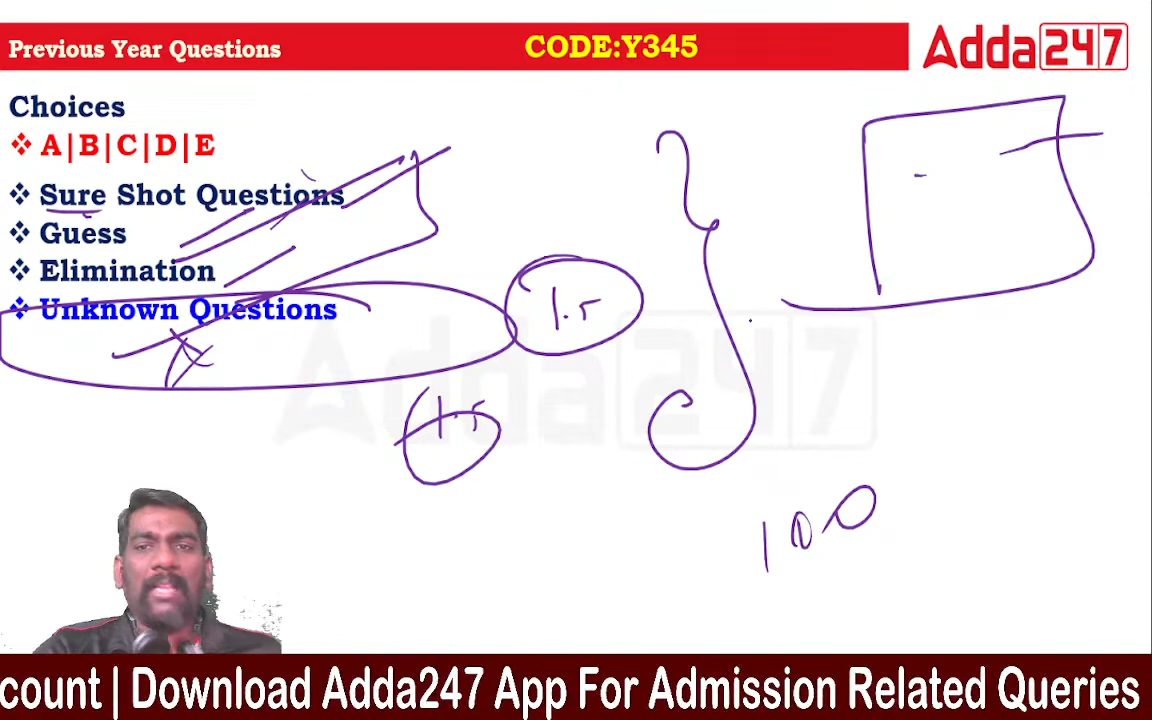 Previous Year Questions
CODE:Y345
Adda247
Choices
❖ A|B|C|D|E
❖ Sure Shot Questions
❖ Guess
❖ Elimination
❖ Unknown Questions
1.5
1.5
100
Adda247
count | Download Adda247 App For Admission Related Queries